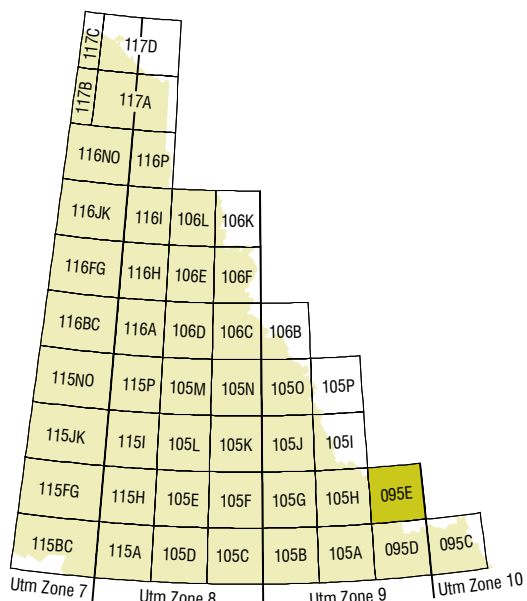 117C 117D
117B 117A
116NO 116P
116JK 116I 106L 106K
116FG 116H 106E 106F
116BC 116A 106D 106C 106B
115NO 115P 105M 105N 105O 105P
115JK 115I 105L 105K 105J 105I
115FG 115H 105E 105F 105G 105H 095E
115BC 115A 105D 105C 105B 105A 095D 095C
Utm Zone 7 Utm Zone 8 Utm Zone 9 Utm Zone 10